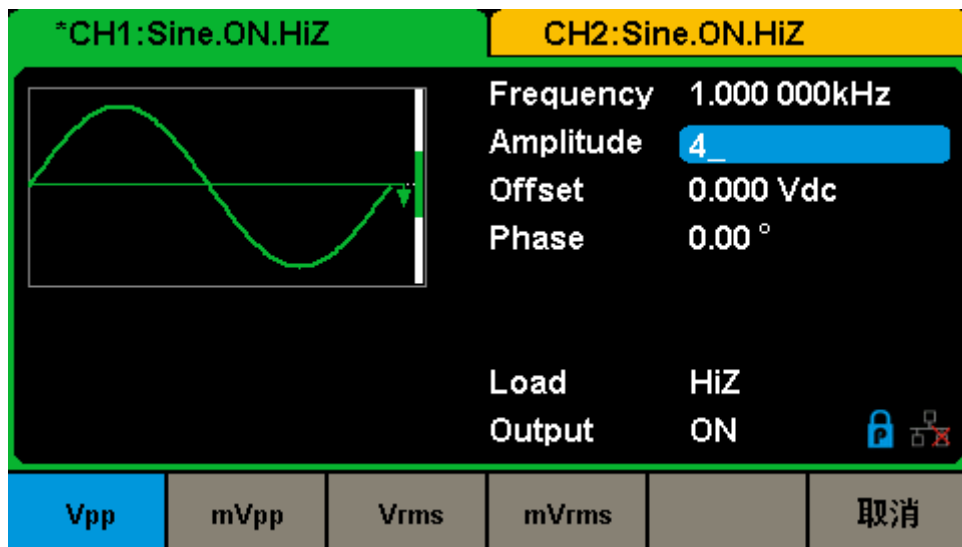 *CH1:Sine.ON.HiZ
CH2:Sine.ON.HiZ
Frequency 1.000 000kHz
Amplitude 4_
Offset 0.000 Vdc
Phase 0.00 °
Load HiZ
Output ON
P
Vpp mVpp Vrms mVrms 取消